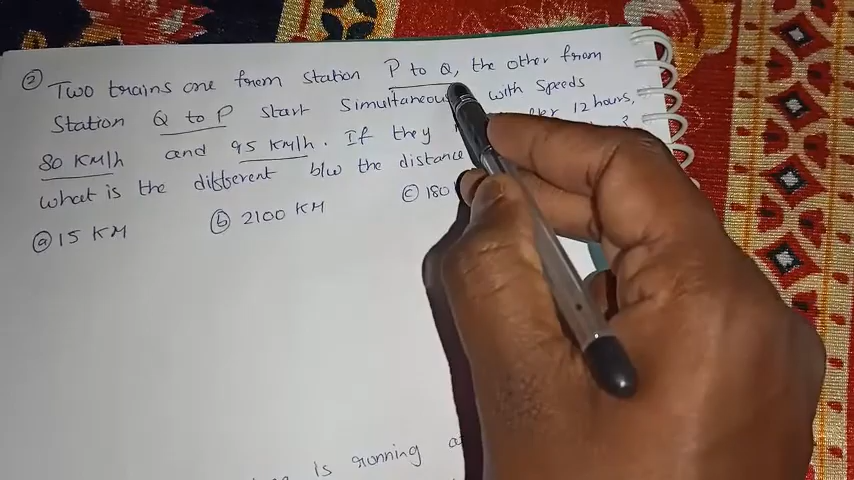 ② Two trains one from Station P to Q, the other from
Station Q to P Start Simultaneous with Speeds
80 KM/h and 95 KM/h. If they 12 hours,
what is the different b/w the distance ?
ⓐ 15 KM ⓑ 2100 KM ⓒ 180
is running